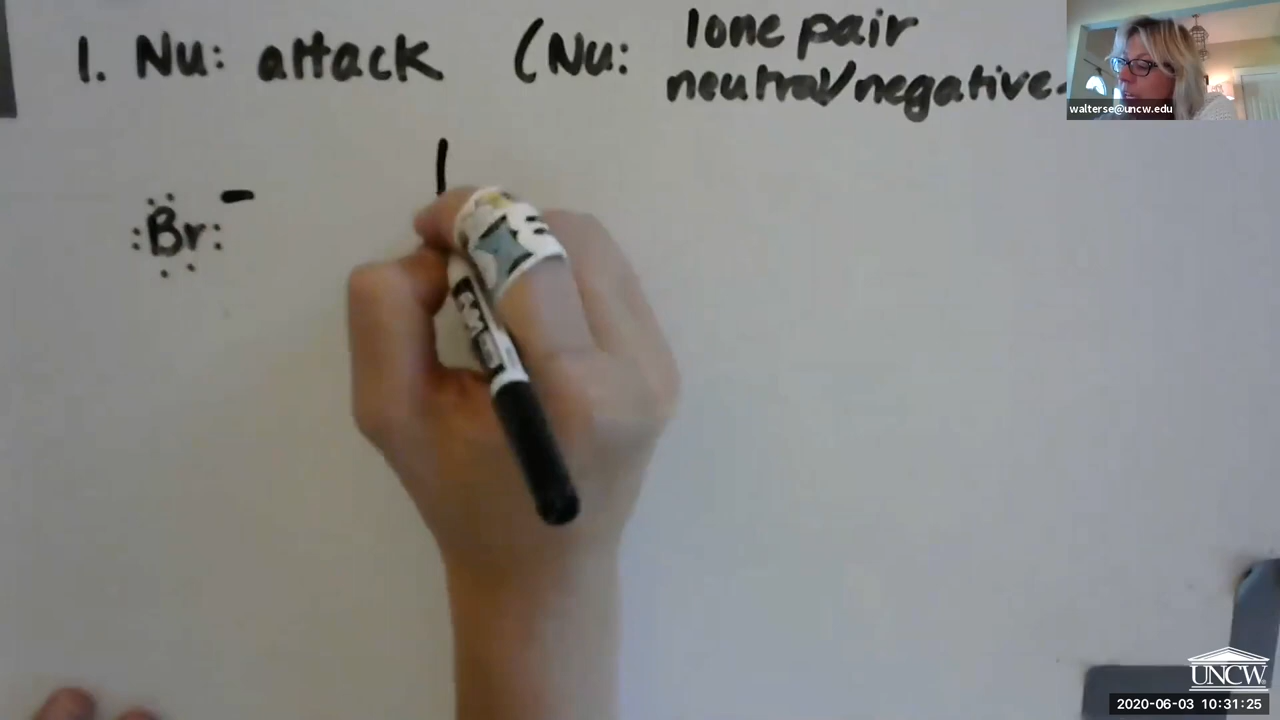 1. Nu: attack (Nu: lone pair
neutral/negative.
:Br: -
walterse@uncw.edu
UNCW
2020-06-03 10:31:25